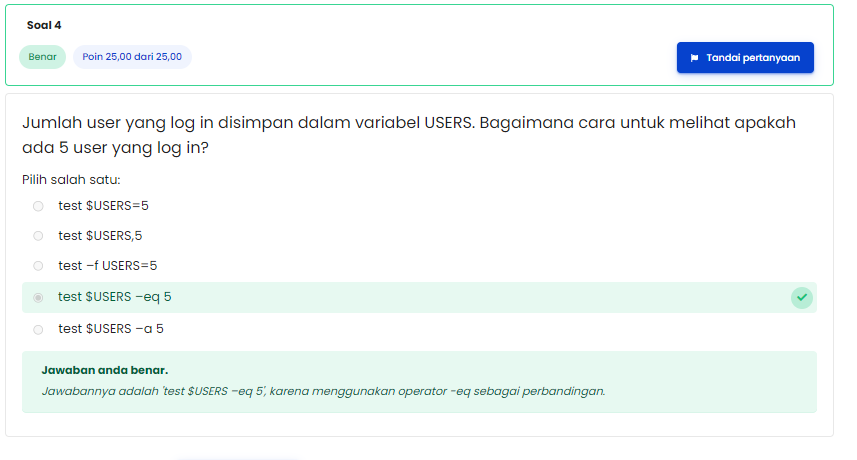 Soal 4
Benar
Poin 25,00 dari 25,00
Tandai pertanyaan
Jumlah user yang log in disimpan dalam variabel USERS. Bagaimana cara untuk melihat apakah
ada 5 user yang log in?
Pilih salah satu:
test $USERS=5
test $USERS,5
test –f USERS=5
test $USERS –eq 5
test $USERS –a 5
Jawaban anda benar.
Jawabannya adalah 'test $USERS –eq 5', karena menggunakan operator -eq sebagai perbandingan.